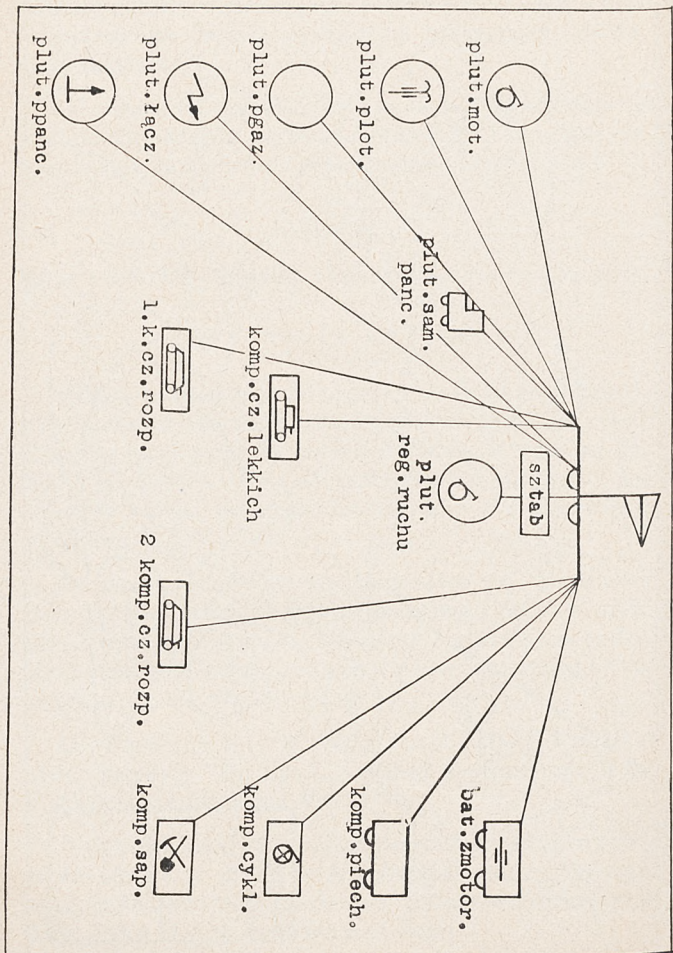 sztab
plut.mot.
bat.zmotor.
plut.sam.
panc.
plut.
reg.ruchu
plut.plot.
komp.piech.
plut.pgaz.
komp.cz.lekkich
komp.cykl.
plut.łącz.
1.k.cz.rozp.
2 komp.cz.rozp.
komp.sap.
plut.ppanc.